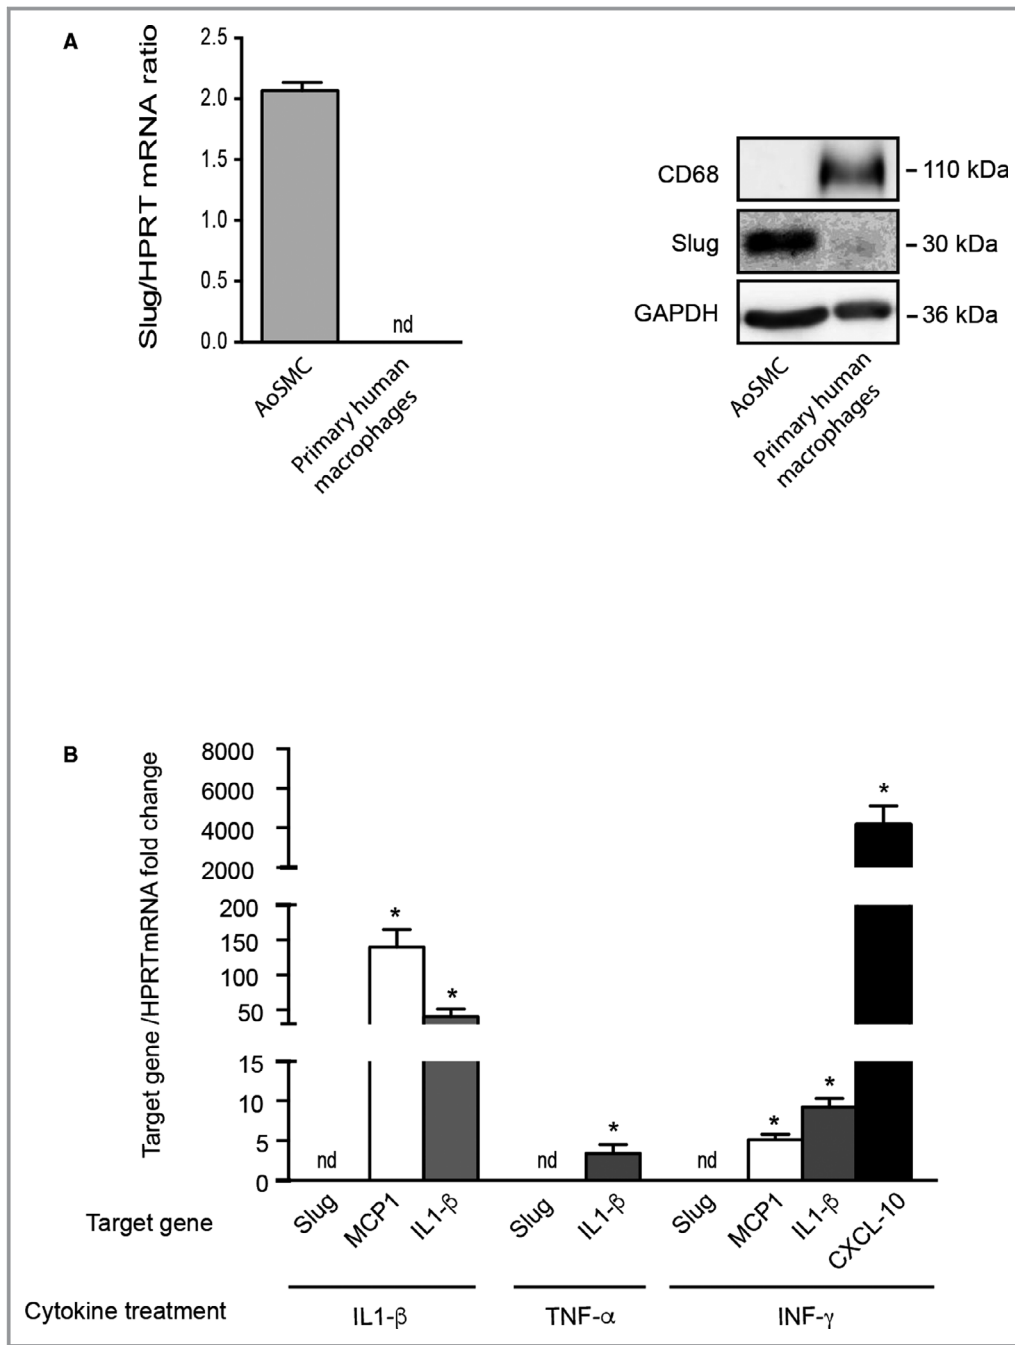 A
Slug/HPRT mRNA ratio
2.5
2.0
1.5
1.0
0.5
0.0
nd
AoSMC
Primary human
macrophages
CD68
110 kDa
Slug
30 kDa
GAPDH
36 kDa
AoSMC
Primary human
macrophages
B
Target gene /HPRTmRNA fold change
8000
6000
4000
2000
200
150
100
50
15
10
5
0
*
*
*
*
*
*
nd
nd
nd
Target gene
Slug
MCP1
IL1-β
Slug
IL1-β
Slug
MCP1
IL1-β
CXCL-10
Cytokine treatment
IL1-β
TNF-α
INF-γ